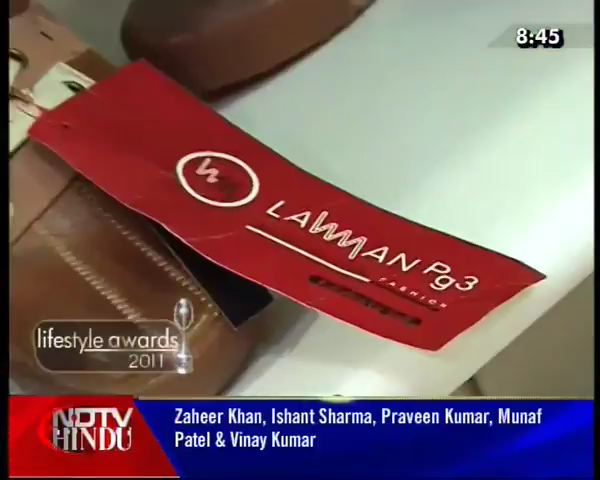 8:45
LAWMAN Pg3
FASHION
lifestyle awards
2011
NDTV
HINDU
Zaheer Khan, Ishant Sharma, Praveen Kumar, Munaf
Patel & Vinay Kumar